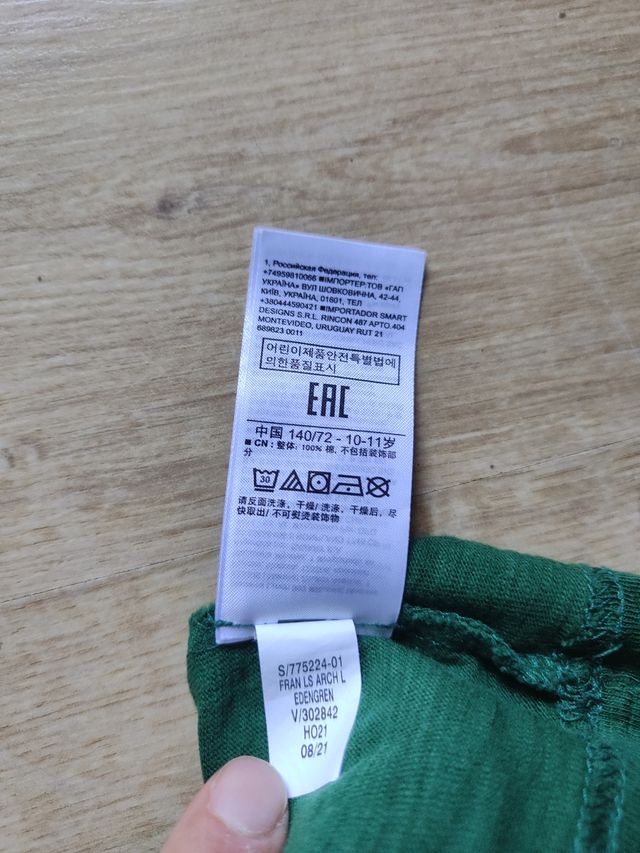 1, Российская Федерация, тел:
+74959810066 ■ІМПОРТЕР:ТОВ «ГАП
УКРАЇНА» ВУЛ ШОВКОВИЧНА, 42-44,
КИЇВ, УКРАЇНА, 01601, ТЕЛ
+380444590421 ■IMPORTADOR SMART
DESIGNS S.R.L. RINCON 487 APTO.404
MONTEVIDEO, URUGUAY RUT 21
689823 0011
어린이제품안전특별법에
의한품질표시
EAC
中国 140/72 - 10-11岁
■ CN : 整体: 100% 棉, 不包括装饰部
分
30
请反面洗涤, 干燥/ 洗涤, 干燥后, 尽
快取出/ 不可熨烫装饰物
S/775224-01
FRAN LS ARCH L
EDENGREN
V/302842
HO21
08/21